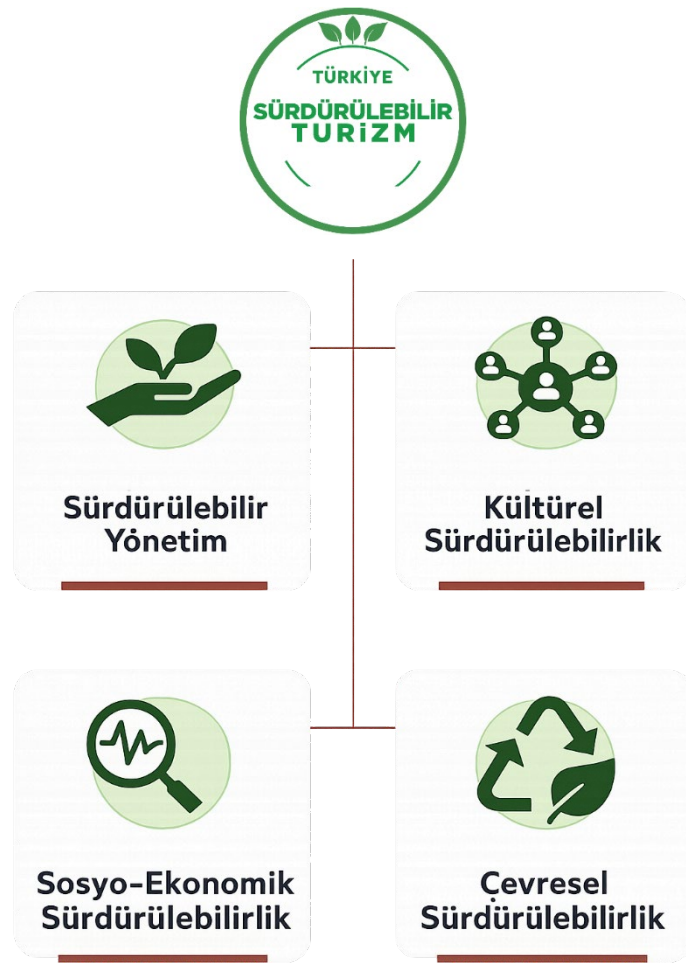 TÜRKİYE
SÜRDÜRÜLEBİLİR
TURİZM
Sürdürülebilir
Yönetim
Kültürel
Sürdürülebilirlik
Sosyo-Ekonomik
Sürdürülebilirlik
Çevresel
Sürdürülebilirlik